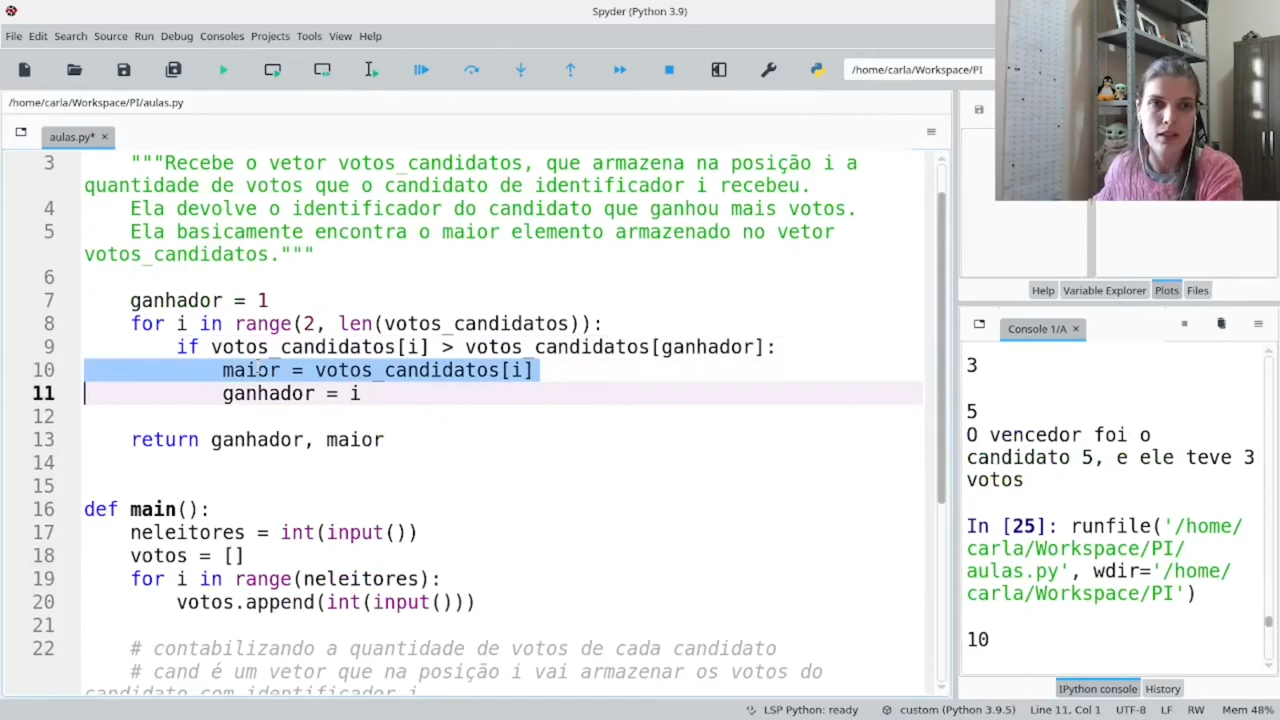 Spyder (Python 3.9)
File Edit Search Source Run Debug Consoles Projects Tools View Help
/home/carla/Workspace/PI
/home/carla/Workspace/PI/aulas.py
aulas.py*
3 """Recebe o vetor votos_candidatos, que armazena na posição i a
quantidade de votos que o candidato de identificador i recebeu.
4 Ela devolve o identificador do candidato que ganhou mais votos.
5 Ela basicamente encontra o maior elemento armazenado no vetor
votos_candidatos."""
6
7 ganhador = 1
8 for i in range(2, len(votos_candidatos)):
9 if votos_candidatos[i] > votos_candidatos[ganhador]:
10 maior = votos_candidatos[i]
11 ganhador = i
12
13 return ganhador, maior
14
15
16 def main():
17 neleitores = int(input())
18 votos = []
19 for i in range(neleitores):
20 votos.append(int(input()))
21
22 # contabilizando a quantidade de votos de cada candidato
# cand é um vetor que na posição i vai armazenar os votos do
candidato com identificador i
Help Variable Explorer Plots Files
Console 1/A
3
5
O vencedor foi o
candidato 5, e ele teve 3
votos
In [25]: runfile('/home/
carla/Workspace/PI/
aulas.py', wdir='/home/
carla/Workspace/PI')
10
IPython console History
LSP Python: ready custom (Python 3.9.5) Line 11, Col 1 UTF-8 LF RW Mem 48%